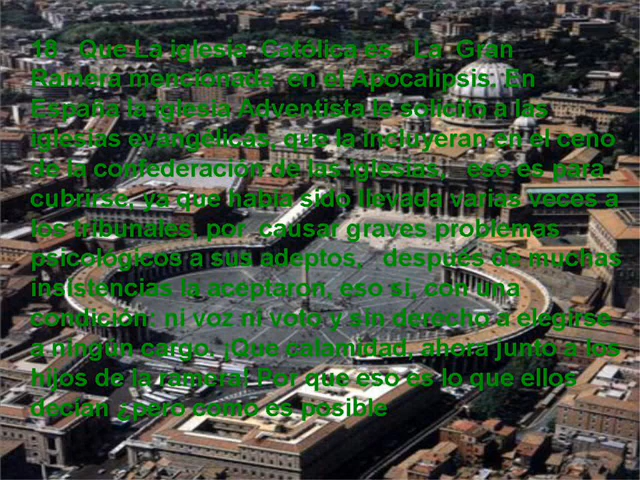 18. Que La iglesia Católica es La Gran
Ramera mencionada en el Apocalipsis. En
España la iglesia Adventista le solicito a las
iglesias evangélicas, que la incluyeran en el ceno
de la confederación de las iglesias, eso es para
cubrirse, ya que había sido llevada varias veces a
los tribunales, por causar graves problemas
psicológicos a sus adeptos, después de muchas
insistencias la aceptaron, eso si, con una
condición: ni voz ni voto y sin derecho a elegirse
a ningún cargo. ¡Que calamidad, ahora junto a los
hijos de la ramera! Por que eso es lo que ellos
decían ¿pero como es posible